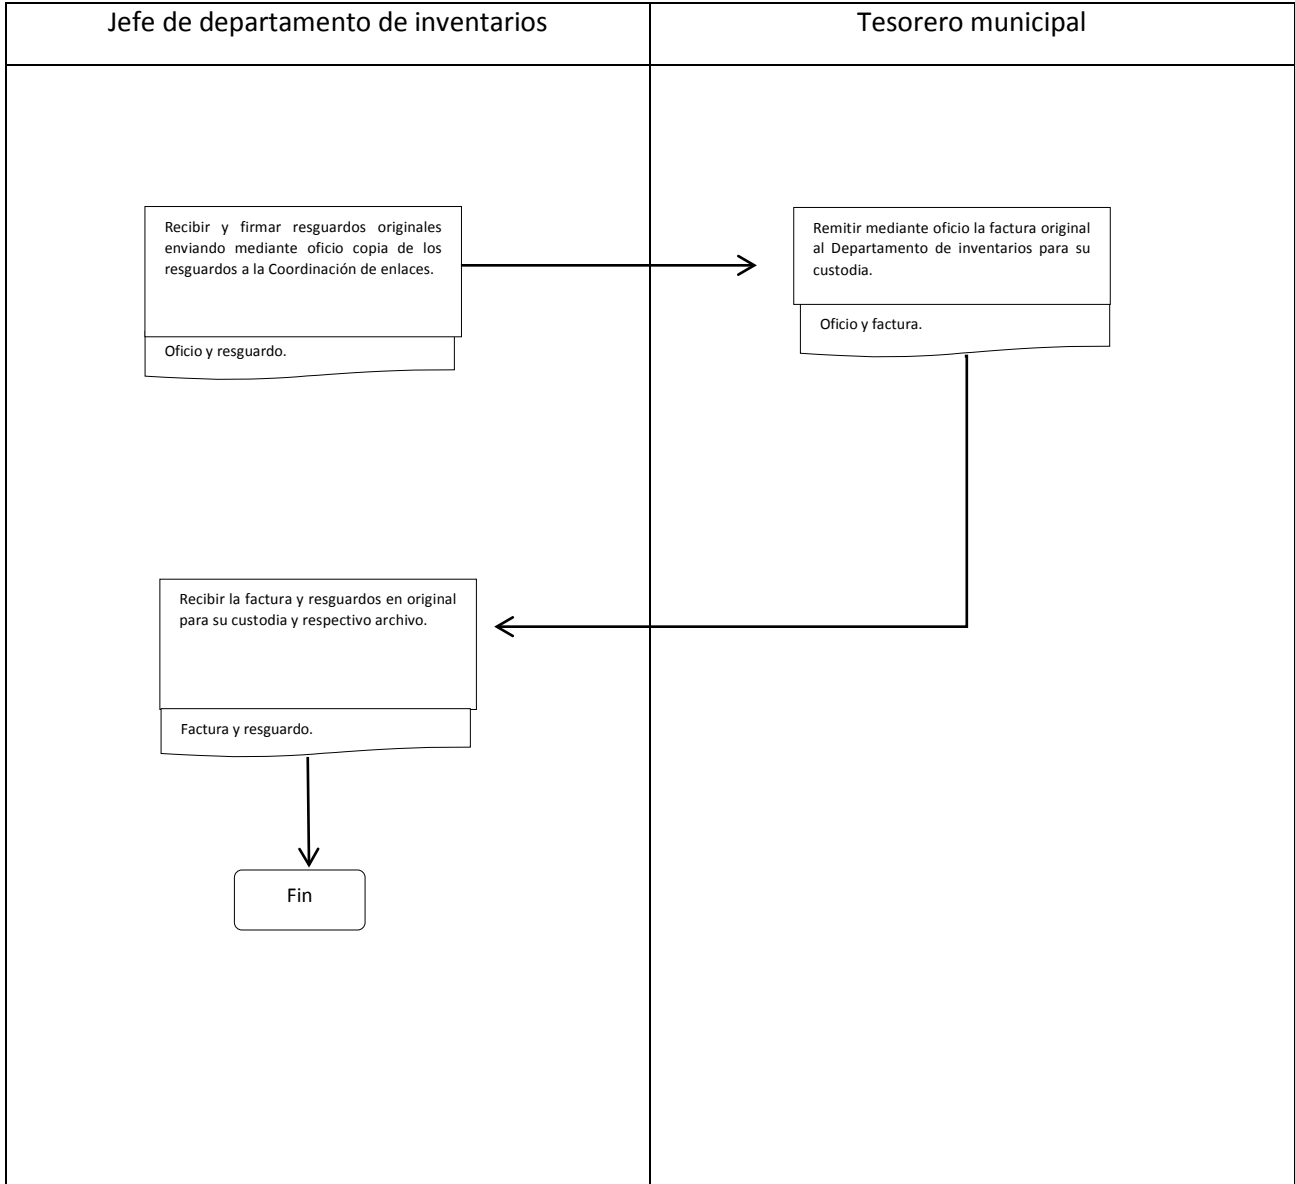 Jefe de departamento de inventarios
Tesorero municipal
Recibir y firmar resguardos originales
enviando mediante oficio copia de los
resguardos a la Coordinación de enlaces.
Oficio y resguardo.
Remitir mediante oficio la factura original
al Departamento de inventarios para su
custodia.
Oficio y factura.
Recibir la factura y resguardos en original
para su custodia y respectivo archivo.
Factura y resguardo.
Fin